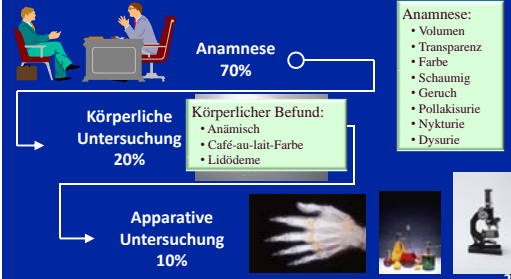 Anamnese
70%
Anamnese:
• Volumen
• Transparenz
• Farbe
• Schaumig
• Geruch
• Pollakisurie
• Nykturie
• Dysurie
Körperliche
Untersuchung
20%
Körperlicher Befund:
• Anämisch
• Café-au-lait-Farbe
• Lidödeme
Apparative
Untersuchung
10%